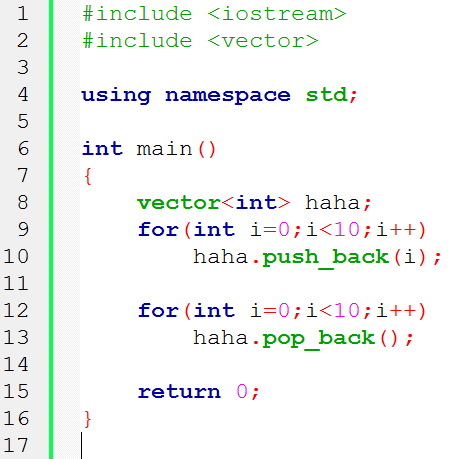 1 #include <iostream>
2 #include <vector>
3
4 using namespace std;
5
6 int main()
7 {
8     vector<int> haha;
9     for(int i=0;i<10;i++)
10         haha.push_back(i);
11
12     for(int i=0;i<10;i++)
13         haha.pop_back();
14
15     return 0;
16 }
17